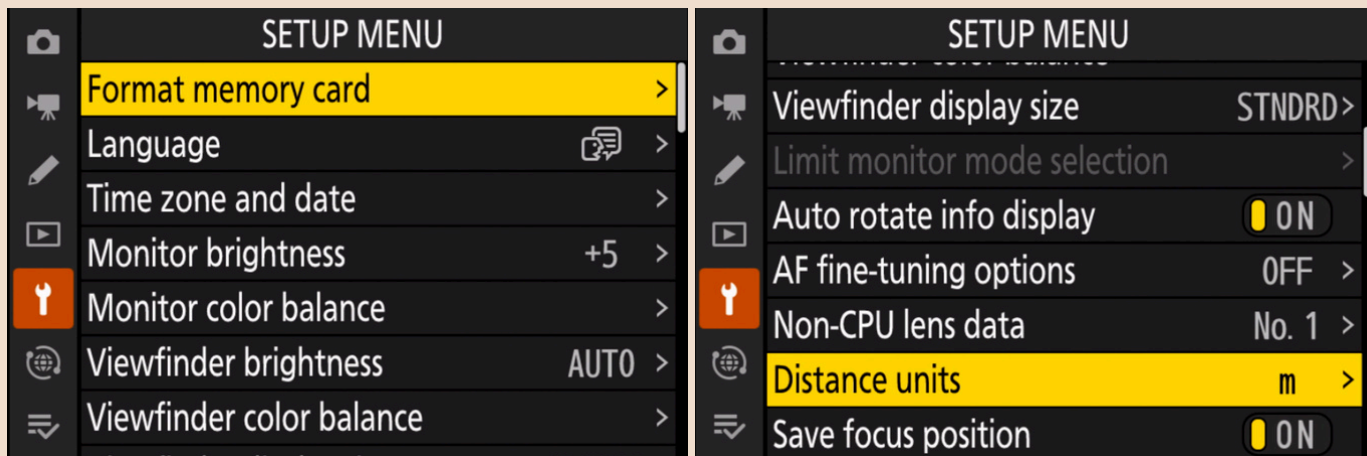 SETUP MENU
Format memory card >
Language >
Time zone and date >
Monitor brightness +5 >
Monitor color balance >
Viewfinder brightness AUTO >
Viewfinder color balance >
SETUP MENU
Viewfinder display size STNDRD>
Limit monitor mode selection >
Auto rotate info display ON
AF fine-tuning options OFF >
Non-CPU lens data No. 1 >
Distance units m >
Save focus position ON